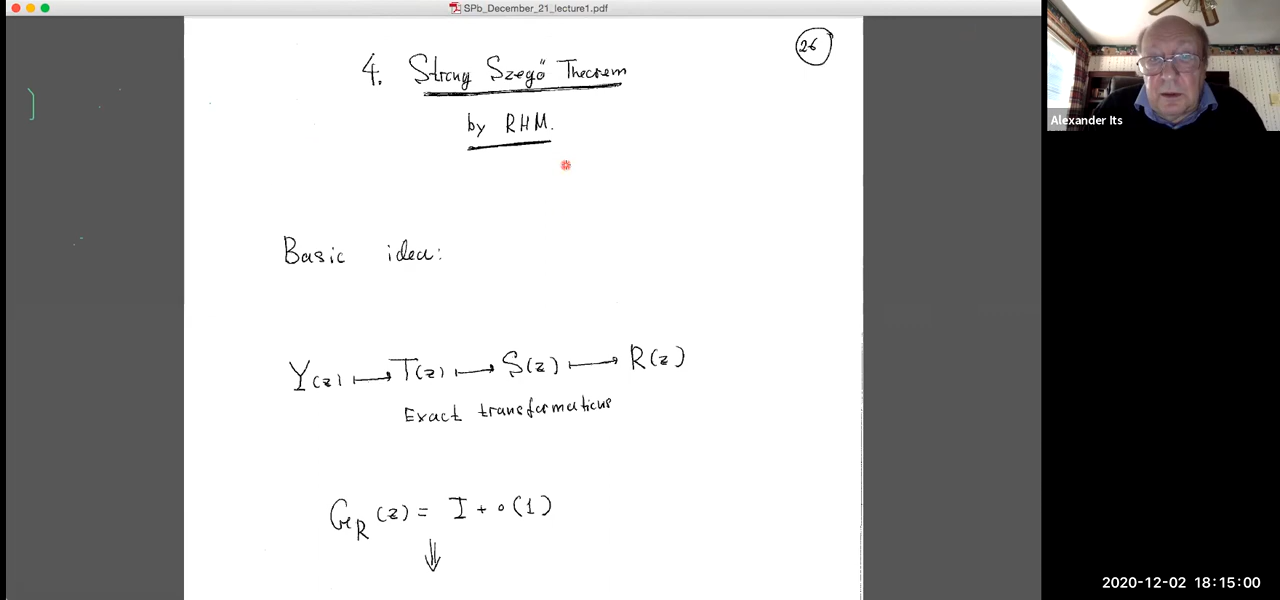 SPb_December_21_lecture1.pdf
26
4. Strong Szegő Theorem
by RHM.
Basic idea:
Y(z) ⟼ T(z) ⟼ S(z) ⟼ R(z)
Exact transformations
G_R(z) = I + o(1)
⇓
Alexander Its
2020-12-02 18:15:00